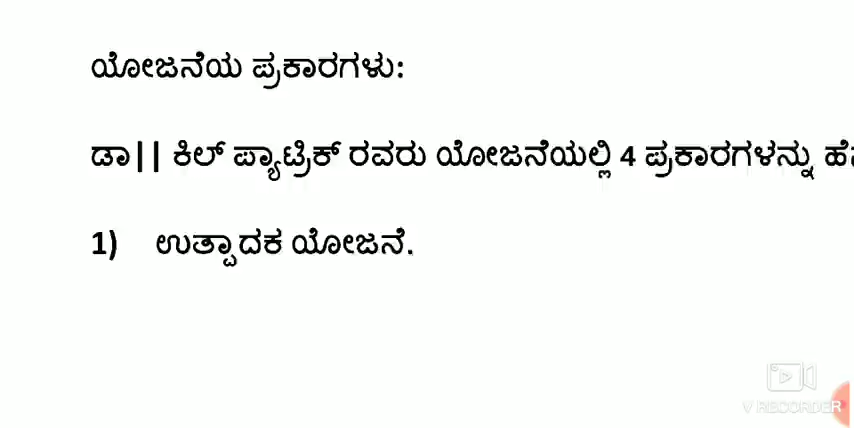 ಯೋಜನೆಯ ಪ್ರಕಾರಗಳು:
ಡಾ|| ಕಿಲ್ ಪ್ಯಾಟ್ರಿಕ್ ರವರು ಯೋಜನೆಯಲ್ಲಿ 4 ಪ್ರಕಾರಗಳನ್ನು
1) ಉತ್ಪಾದಕ ಯೋಜನೆ.
V RECORDER